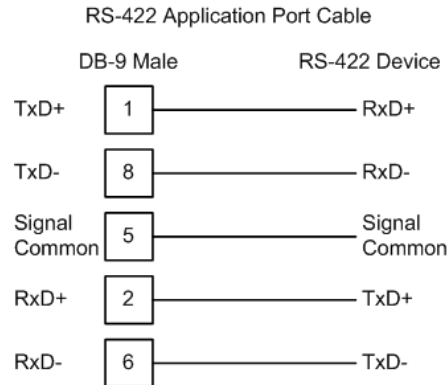 RS-422 Application Port Cable
DB-9 Male RS-422 Device
TxD+ 1 RxD+
TxD- 8 RxD-
Signal Common 5 Signal Common
RxD+ 2 TxD+
RxD- 6 TxD-